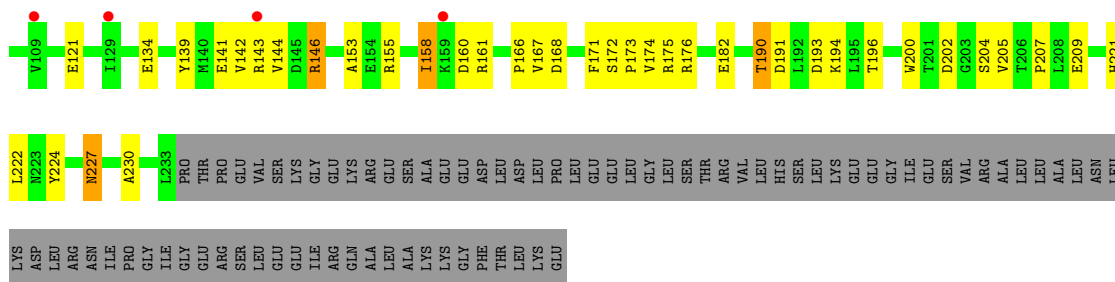 V109 E121 I129 E134 Y139 M140 E141 V142 R143 V144 D145 R146 A153 E154 R155 I158 K159 D160 R161 P166 V167 D168 F171 S172 P173 V174 R175 R176 E182 T190 D191 L192 D193 K194 L195 T196 W200 T201 D202 G203 S204 V205 T206 P207 L208 E209 H221
L222 N223 Y224 N227 A230 L233 PRO THR PRO GLU VAL SER LYS GLY GLU LYS ARG GLU SER ALA GLU GLU ASP LEU ASP LEU PRO LEU GLU GLU LEU GLY LEU SER THR ARG VAL LEU HIS SER LEU LYS GLU GLU GLY ILE GLU SER VAL ARG ALA LEU LEU ALA LEU ASN LEU
LYS ASP LEU ARG ASN ILE PRO GLY ILE GLY GLU ARG SER LEU GLU GLU ILE ARG GLN ALA LEU ALA LYS LYS GLY PHE THR LEU LYS GLU